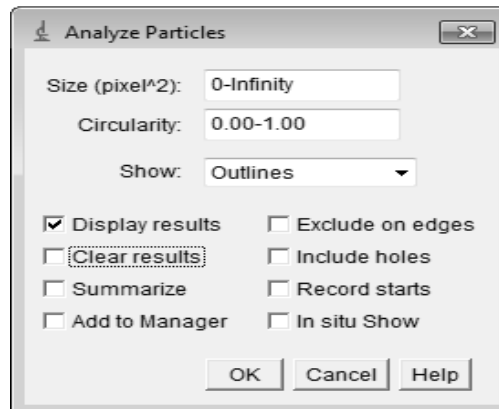 Analyze Particles
Size (pixel^2): 0-Infinity
Circularity: 0.00-1.00
Show: Outlines
Display results Exclude on edges
Clear results Include holes
Summarize Record starts
Add to Manager In situ Show
OK Cancel Help